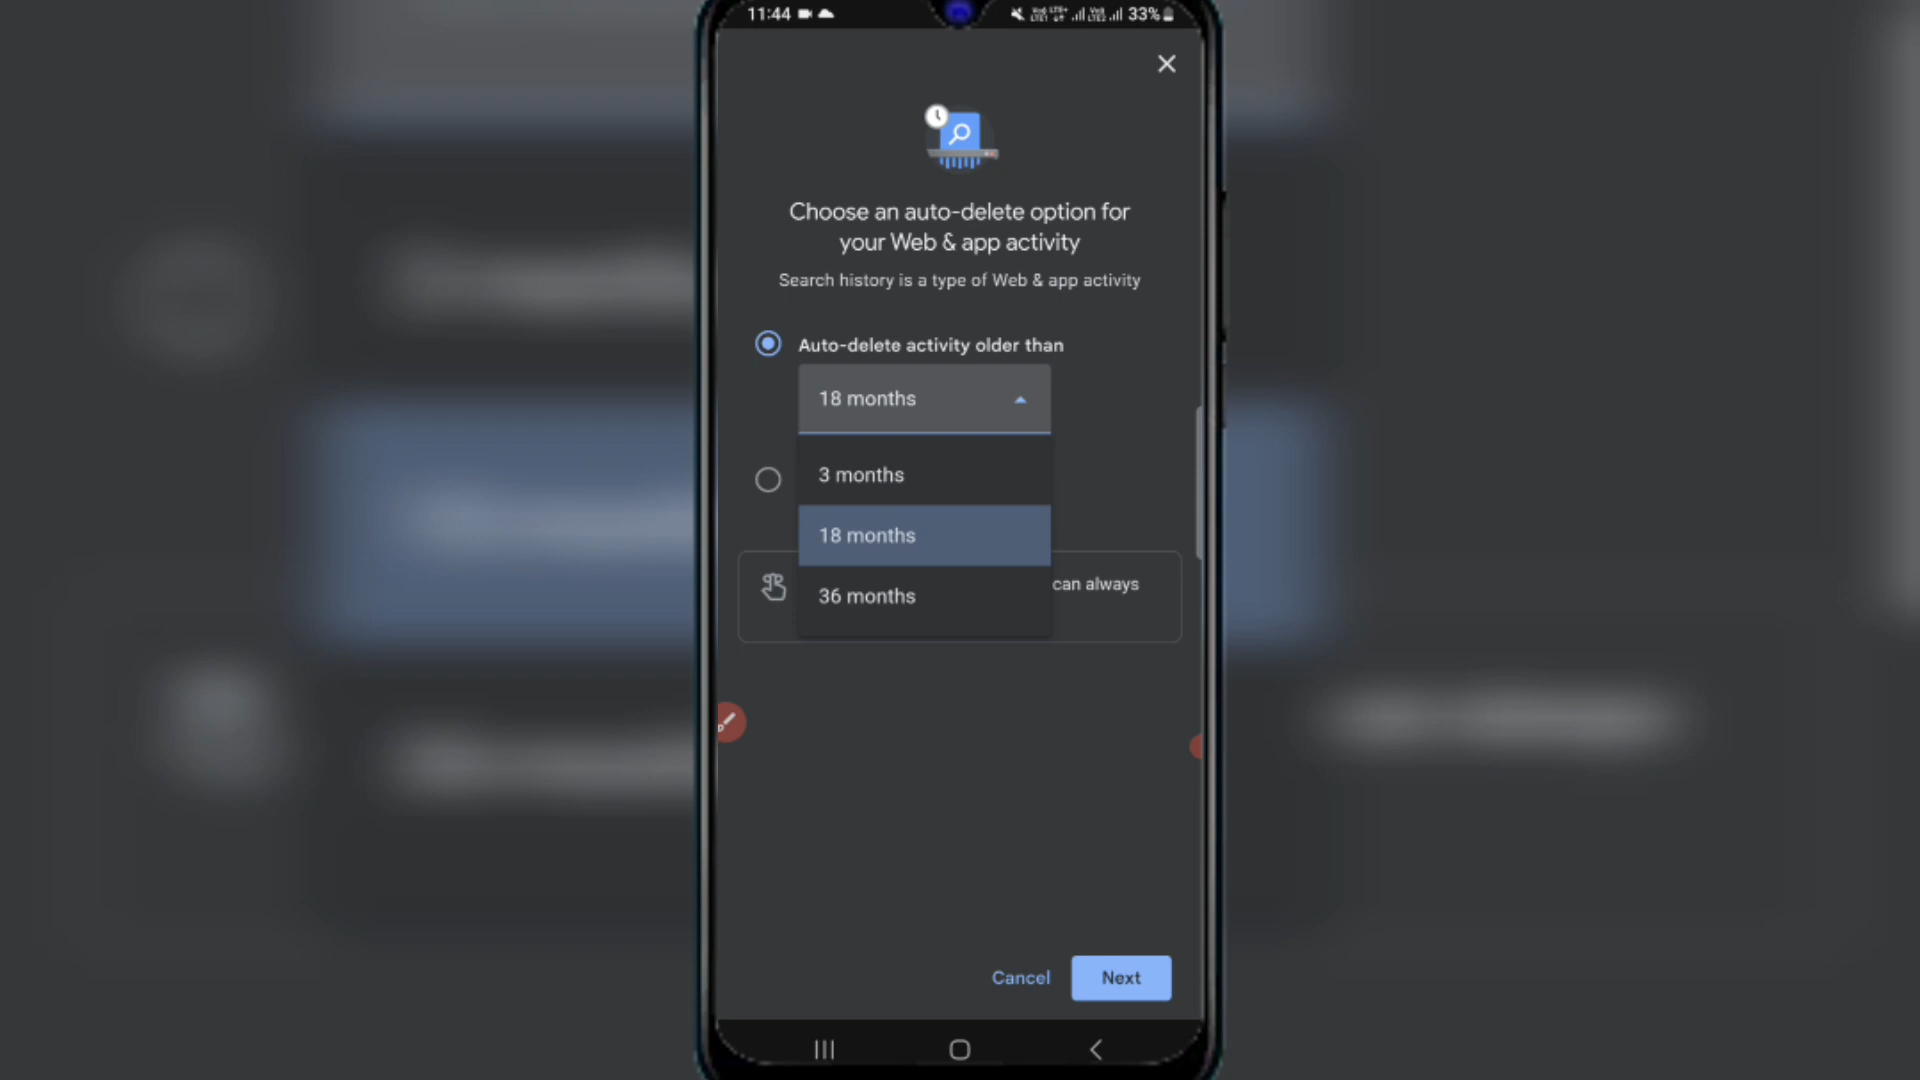 11:44
33%
Choose an auto-delete option for
your Web & app activity
Search history is a type of Web & app activity
Auto-delete activity older than
18 months
3 months
18 months
can always
36 months
Cancel
Next